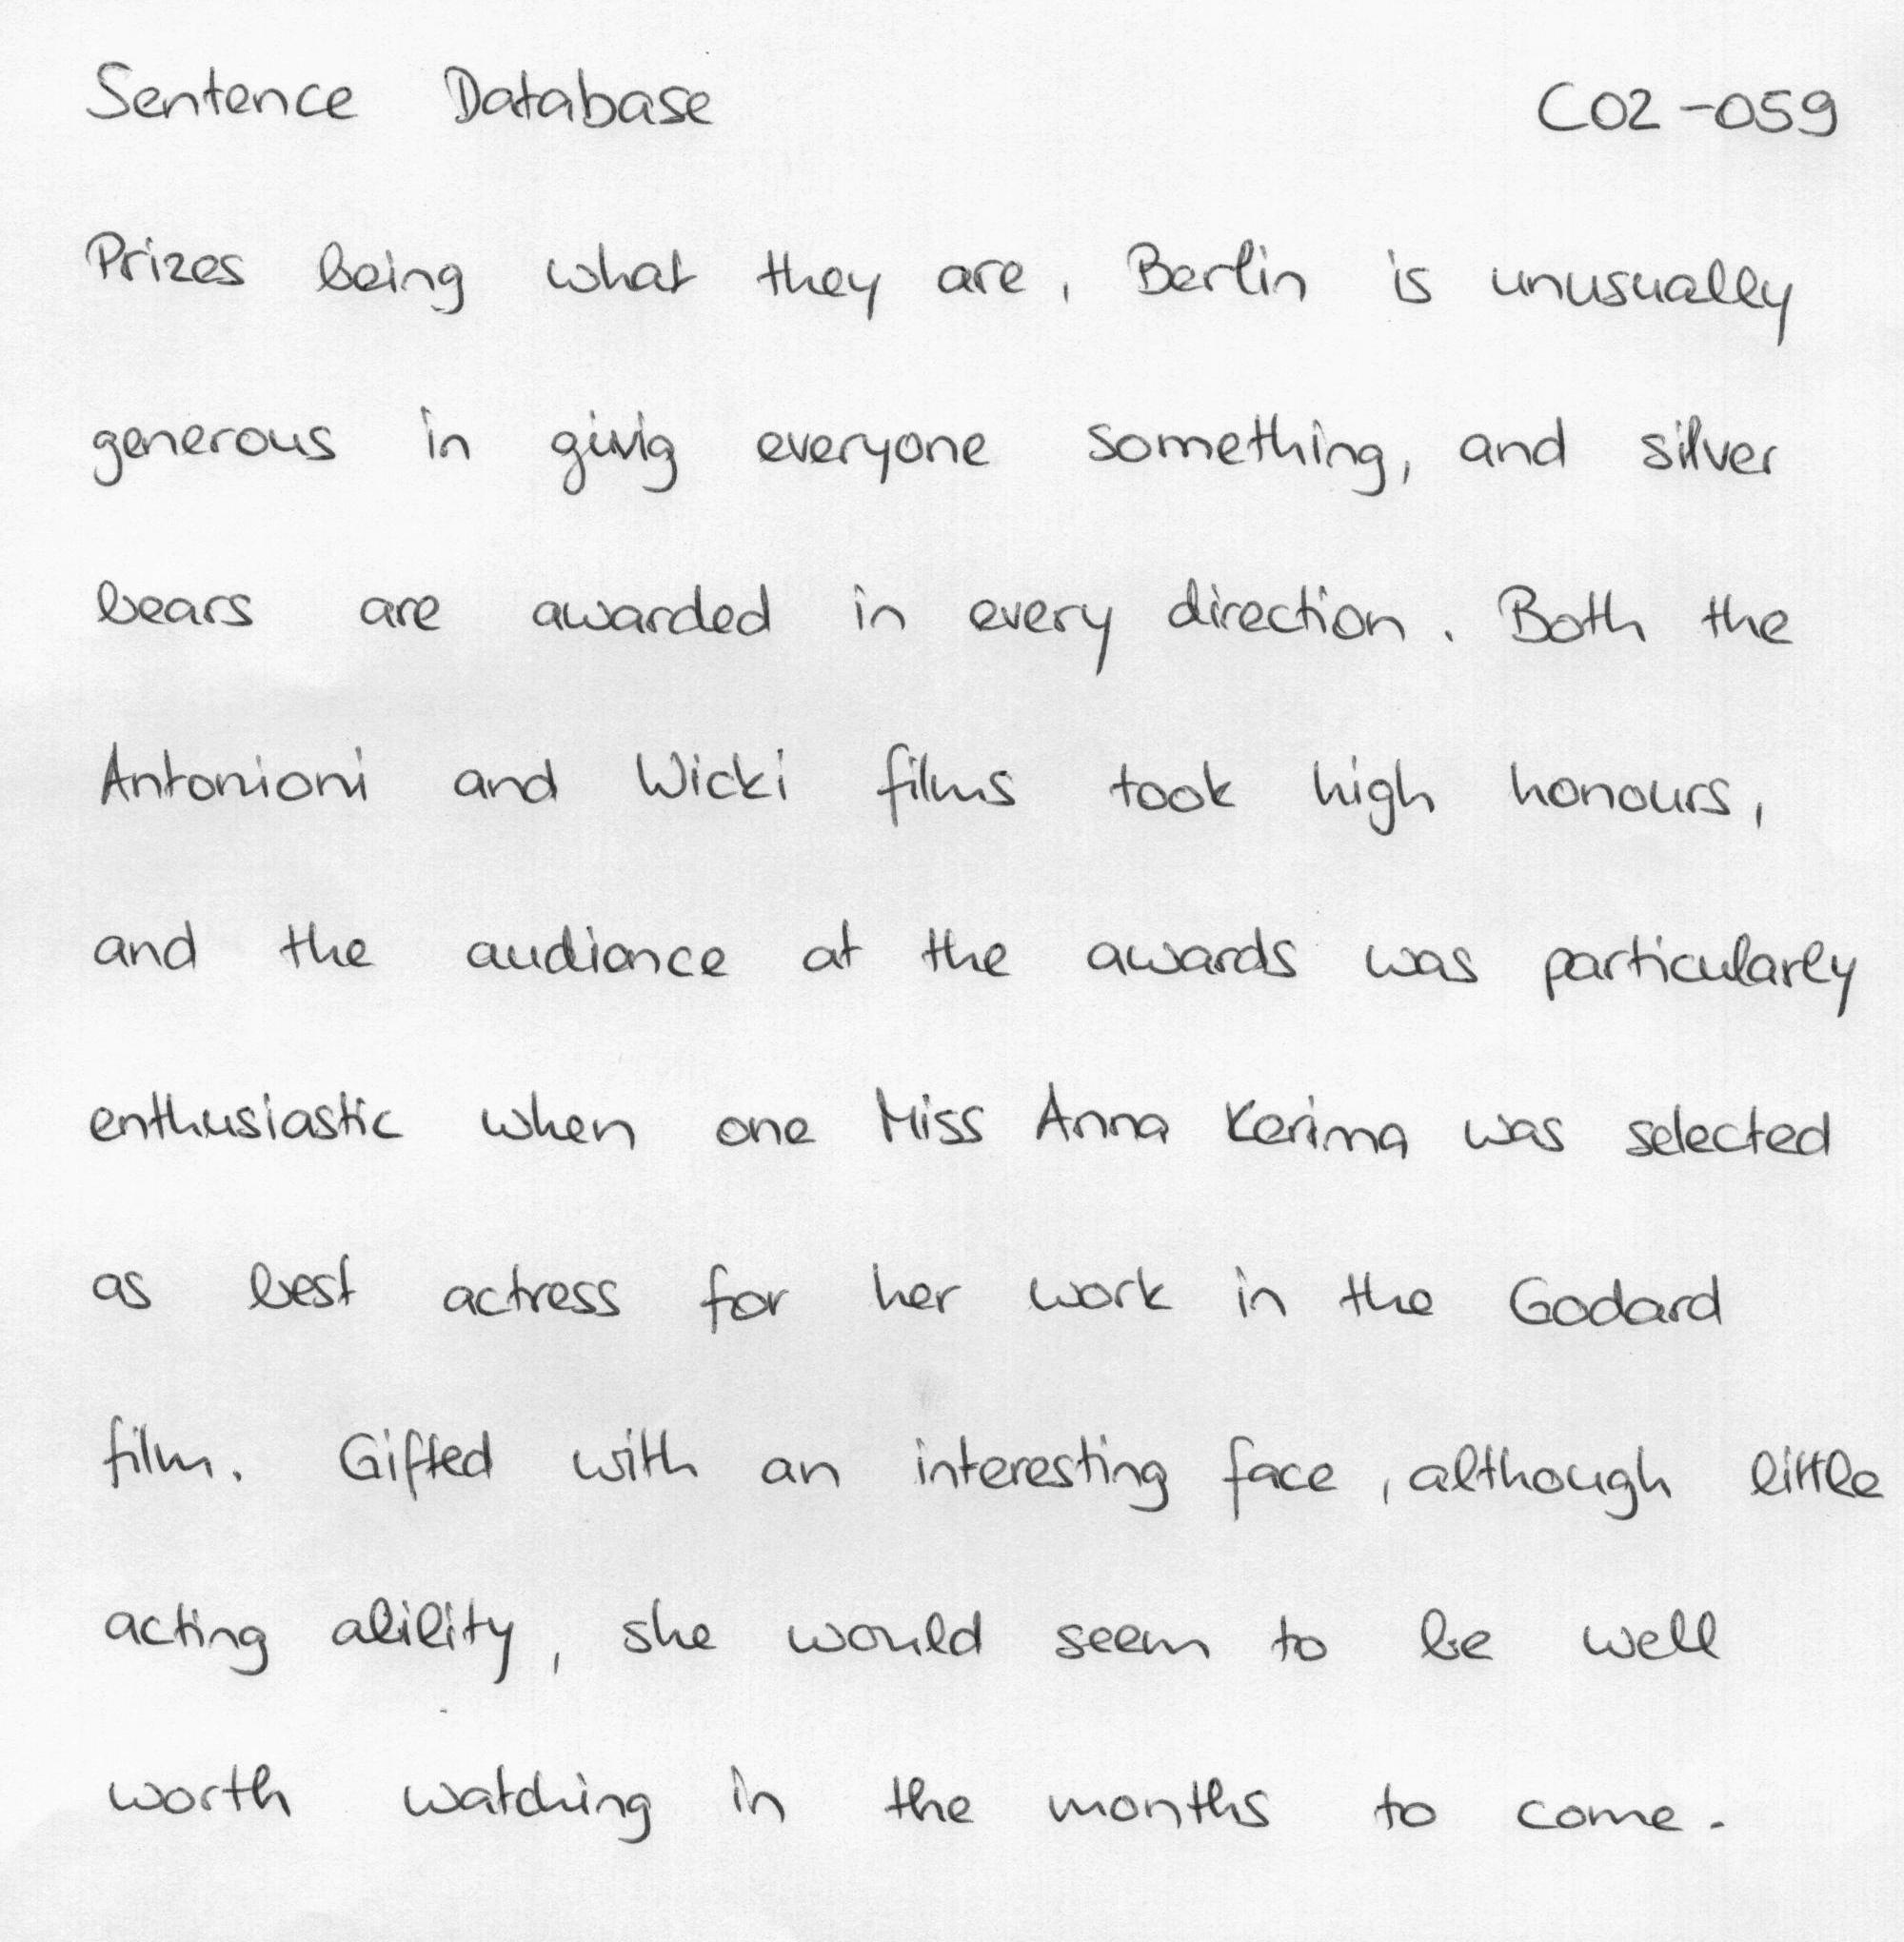 Sentence Database C02-059
Prizes being what they are, Berlin is unusually
generous in givig everyone something, and silver
bears are awarded in every direction. Both the
Antonioni and Wicki films took high honours,
and the audience at the awards was particularly
enthusiastic when one Miss Anna Kerima was selected
as best actress for her work in the Godard
film. Gifted with an interesting face, although little
acting ability, she would seem to be well
worth watching in the months to come.